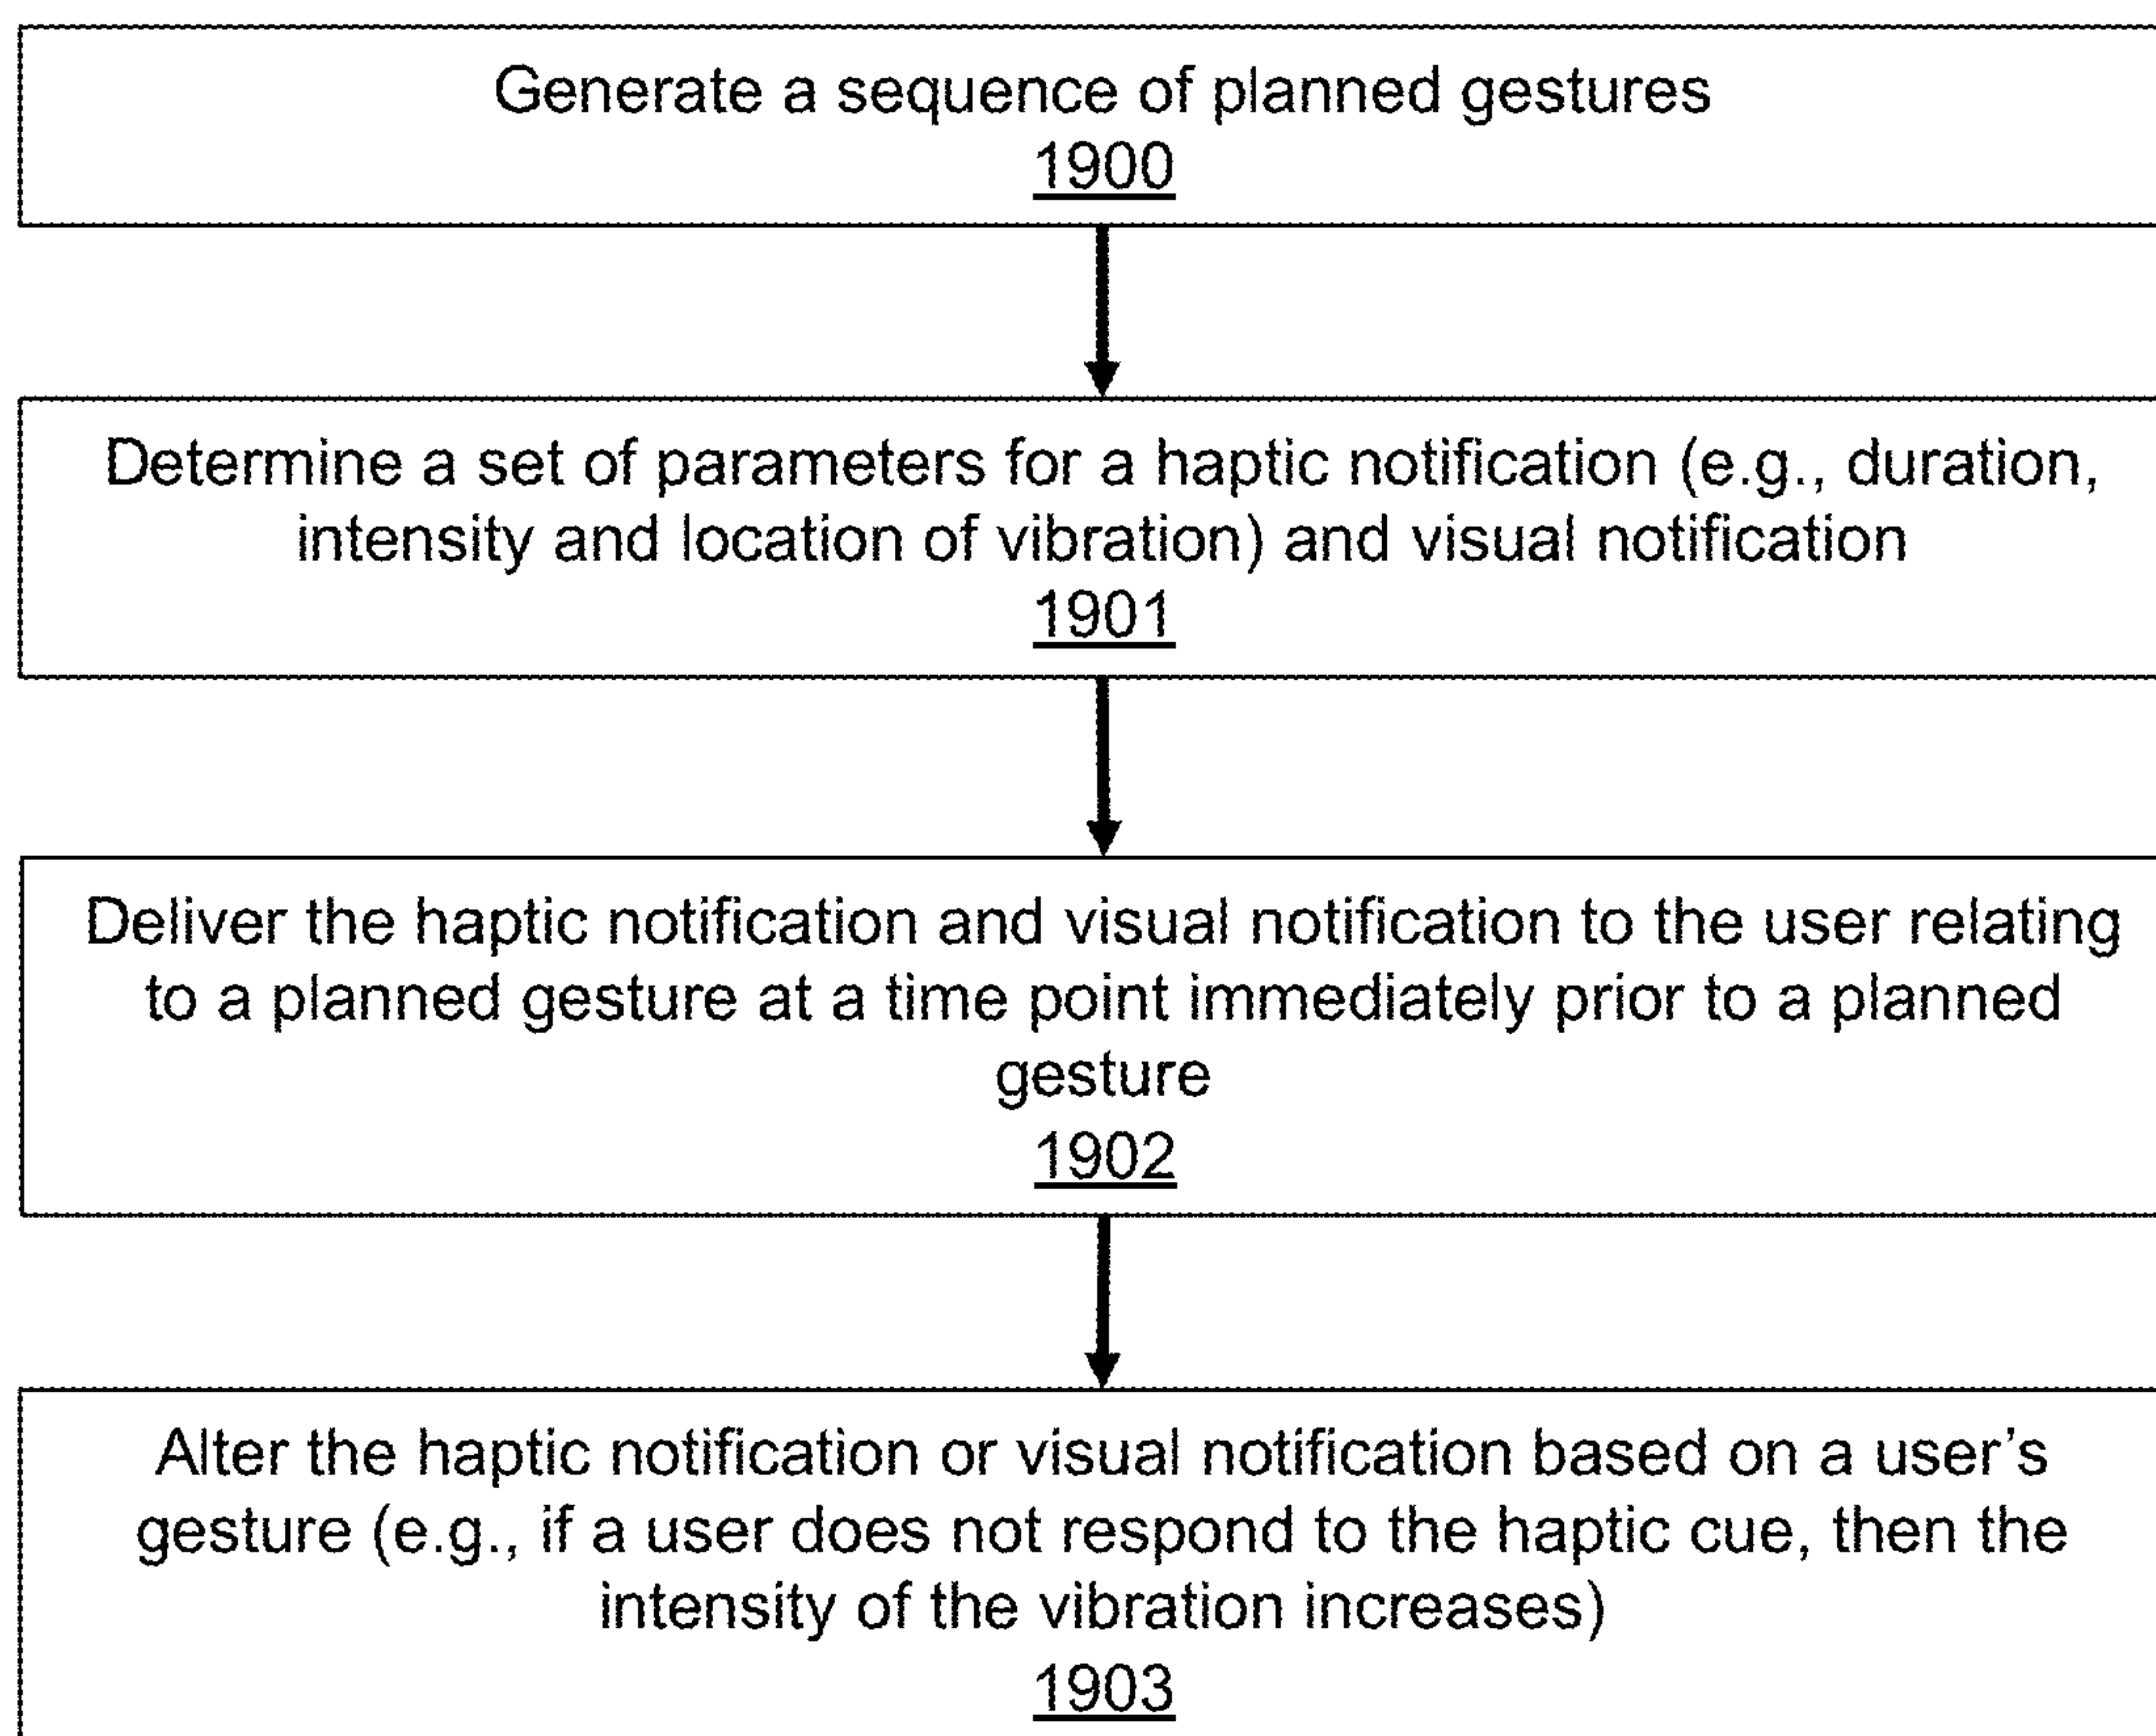 Generate a sequence of planned gestures
1900
Determine a set of parameters for a haptic notification (e.g., duration,
intensity and location of vibration) and visual notification
1901
Deliver the haptic notification and visual notification to the user relating
to a planned gesture at a time point immediately prior to a planned
gesture
1902
Alter the haptic notification or visual notification based on a user’s
gesture (e.g., if a user does not respond to the haptic cue, then the
intensity of the vibration increases)
1903